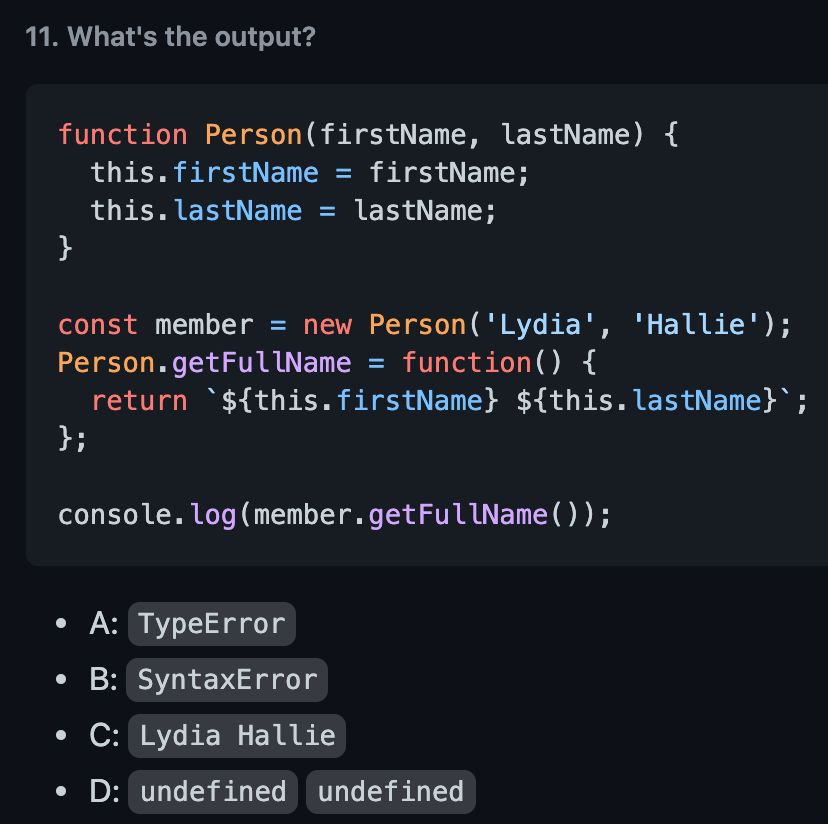 11. What's the output?
function Person(firstName, lastName) {
  this.firstName = firstName;
  this.lastName = lastName;
}
const member = new Person('Lydia', 'Hallie');
Person.getFullName = function() {
  return `${this.firstName} ${this.lastName}`;
};
console.log(member.getFullName());
A: TypeError
B: SyntaxError
C: Lydia Hallie
D: undefined undefined